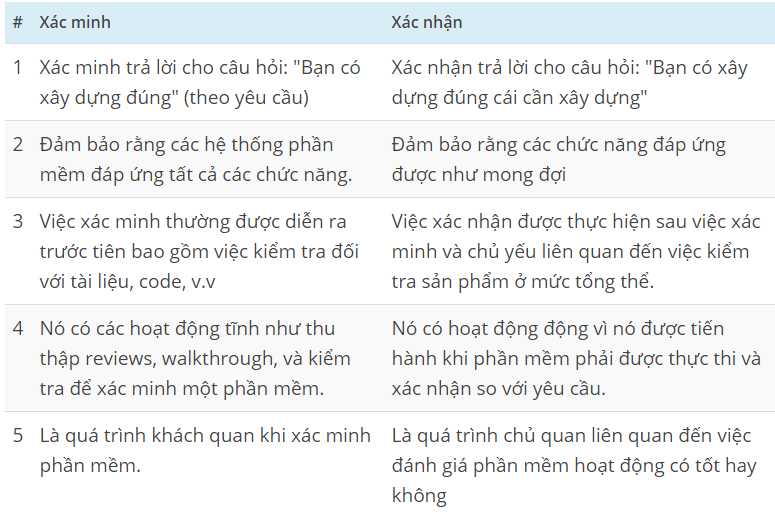 # Xác minh Xác nhận
1 Xác minh trả lời cho câu hỏi: "Bạn có
xây dựng đúng" (theo yêu cầu)
Xác nhận trả lời cho câu hỏi: "Bạn có xây
dựng đúng cái cần xây dựng"
2 Đảm bảo rằng các hệ thống phần
mềm đáp ứng tất cả các chức năng.
Đảm bảo rằng các chức năng đáp ứng
được như mong đợi
3 Việc xác minh thường được diễn ra
trước tiên bao gồm việc kiểm tra đối
với tài liệu, code, v.v
Việc xác nhận được thực hiện sau việc xác
minh và chủ yếu liên quan đến việc kiểm
tra sản phẩm ở mức tổng thể.
4 Nó có các hoạt động tĩnh như thu
thập reviews, walkthrough, và kiểm
tra để xác minh một phần mềm.
Nó có hoạt động động vì nó được tiến
hành khi phần mềm phải được thực thi và
xác nhận so với yêu cầu.
5 Là quá trình khách quan khi xác minh
phần mềm.
Là quá trình chủ quan liên quan đến việc
đánh giá phần mềm hoạt động có tốt hay
không